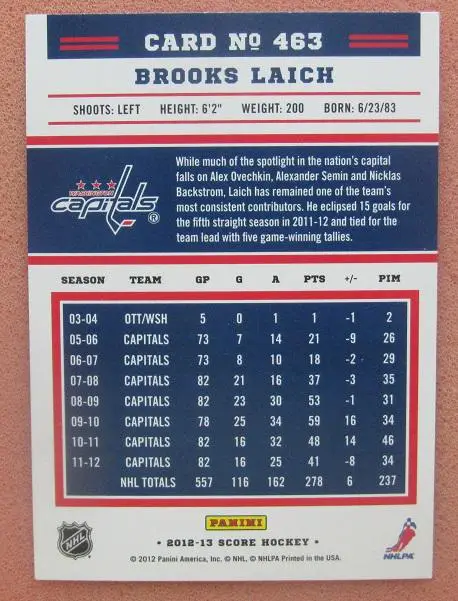 CARD Nº 463
BROOKS LAICH
SHOOTS: LEFT HEIGHT: 6'2" WEIGHT: 200 BORN: 6/23/83
WASHINGTON
capitals ®
While much of the spotlight in the nation's capital
falls on Alex Ovechkin, Alexander Semin and Nicklas
Backstrom, Laich has remained one of the team's
most consistent contributors. He eclipsed 15 goals for
the fifth straight season in 2011-12 and tied for the
team lead with five game-winning tallies.
SEASON TEAM GP G A PTS +/- PIM
03-04 OTT/WSH 5 0 1 1 -1 2
05-06 CAPITALS 73 7 14 21 -9 26
06-07 CAPITALS 73 8 10 18 -2 29
07-08 CAPITALS 82 21 16 37 -3 35
08-09 CAPITALS 82 23 30 53 -1 31
09-10 CAPITALS 78 25 34 59 16 34
10-11 CAPITALS 82 16 32 48 14 46
11-12 CAPITALS 82 16 25 41 -8 34
NHL TOTALS 557 116 162 278 6 237
PANINI
NHL
• 2012-13 SCORE HOCKEY •
© 2012 Panini America, Inc. © NHL, © NHLPA Printed in the USA.
NHLPA